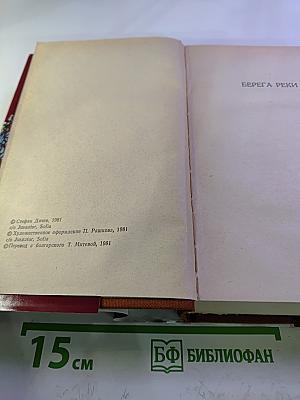 БЕРЕГА РЕКИ
© Стефан Дичев, 1981
c/o Jusautor, Sofia
© Художественное оформление П. Рашкова, 1981
c/o Jusautor, Sofia
© Перевод с болгарского Т. Митевой, 1981
15 см
БФ БИБЛИОФАН